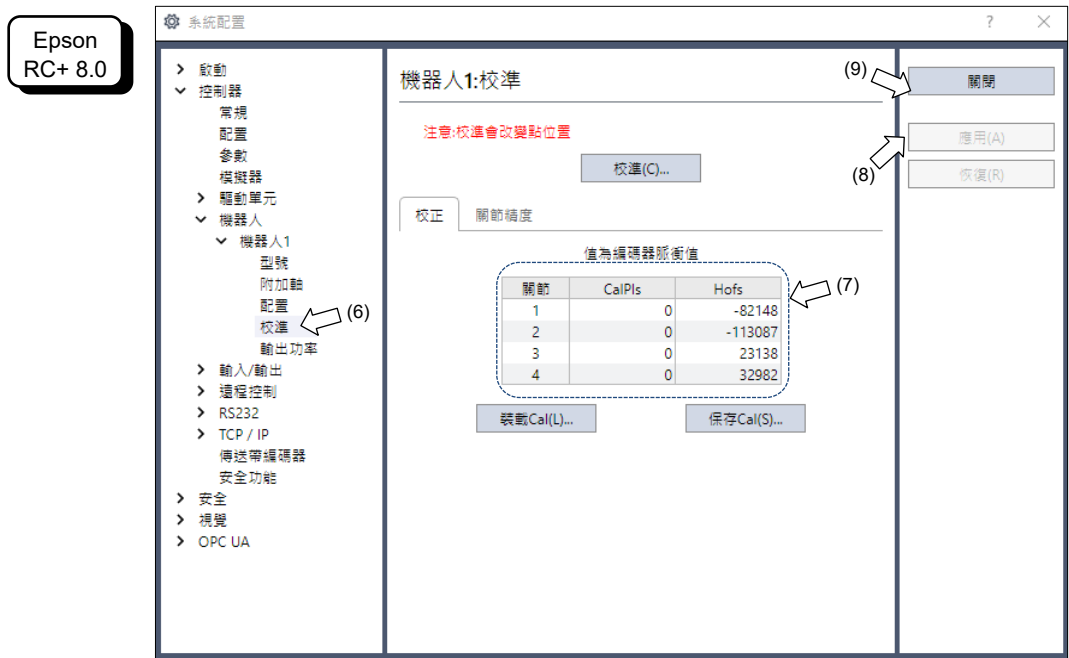 Epson
RC+ 8.0
系統配置
啟動
控制器
常規
配置
參數
模擬器
驅動單元
機器人
機器人1
型號
附加軸
配置
校準
(6)
輸出功率
輸入/輸出
遠程控制
RS232
TCP / IP
傳送帶編碼器
安全功能
安全
視覺
OPC UA
機器人1:校準
注意:校準會改變點位置
校準(C)...
校正 關節精度
值為編碼器脈衝值
關節 CalPls Hofs
1 0 -82148
2 0 -113087
3 0 23138
4 0 32982
(7)
裝載Cal(L)... 保存Cal(S)...
(9)
關閉
應用(A)
(8)
恢復(R)